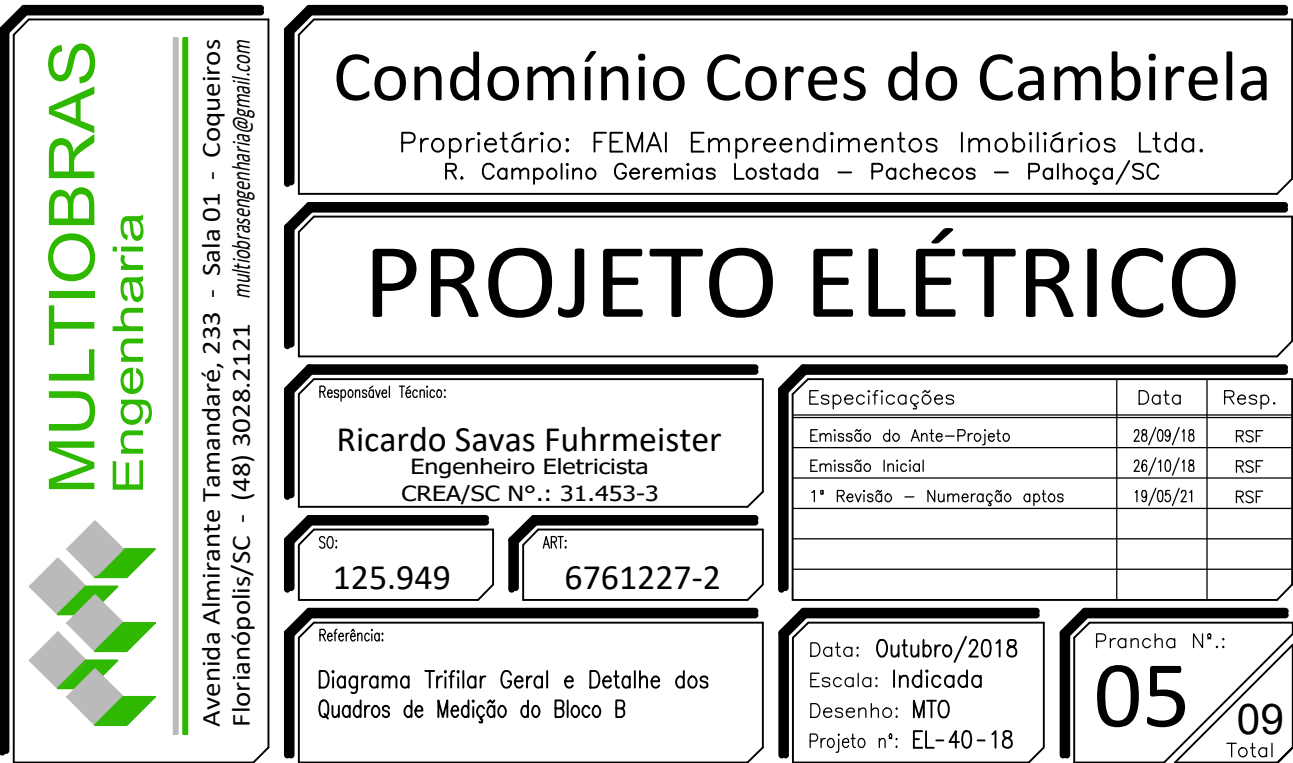 MULTIOBRAS
Engenharia
Avenida Almirante Tamandaré, 233 - Sala 01 - Coqueiros
Florianópolis/SC - (48) 3028.2121 multiobrasengenharia@gmail.com
Condomínio Cores do Cambirela
Proprietário: FEMAI Empreendimentos Imobiliários Ltda.
R. Campolino Geremias Lostada – Pachecos – Palhoça/SC
PROJETO ELÉTRICO
Responsável Técnico:
Ricardo Savas Fuhrmeister
Engenheiro Eletricista
CREA/SC Nº.: 31.453-3
SO:
125.949
ART:
6761227-2
Especificações Data Resp.
Emissão do Ante–Projeto 28/09/18 RSF
Emissão Inicial 26/10/18 RSF
1ª Revisão – Numeração aptos 19/05/21 RSF
Referência:
Diagrama Trifilar Geral e Detalhe dos
Quadros de Medição do Bloco B
Data: Outubro/2018
Escala: Indicada
Desenho: MTO
Projeto nº: EL-40-18
Prancha Nº.:
05
09
Total